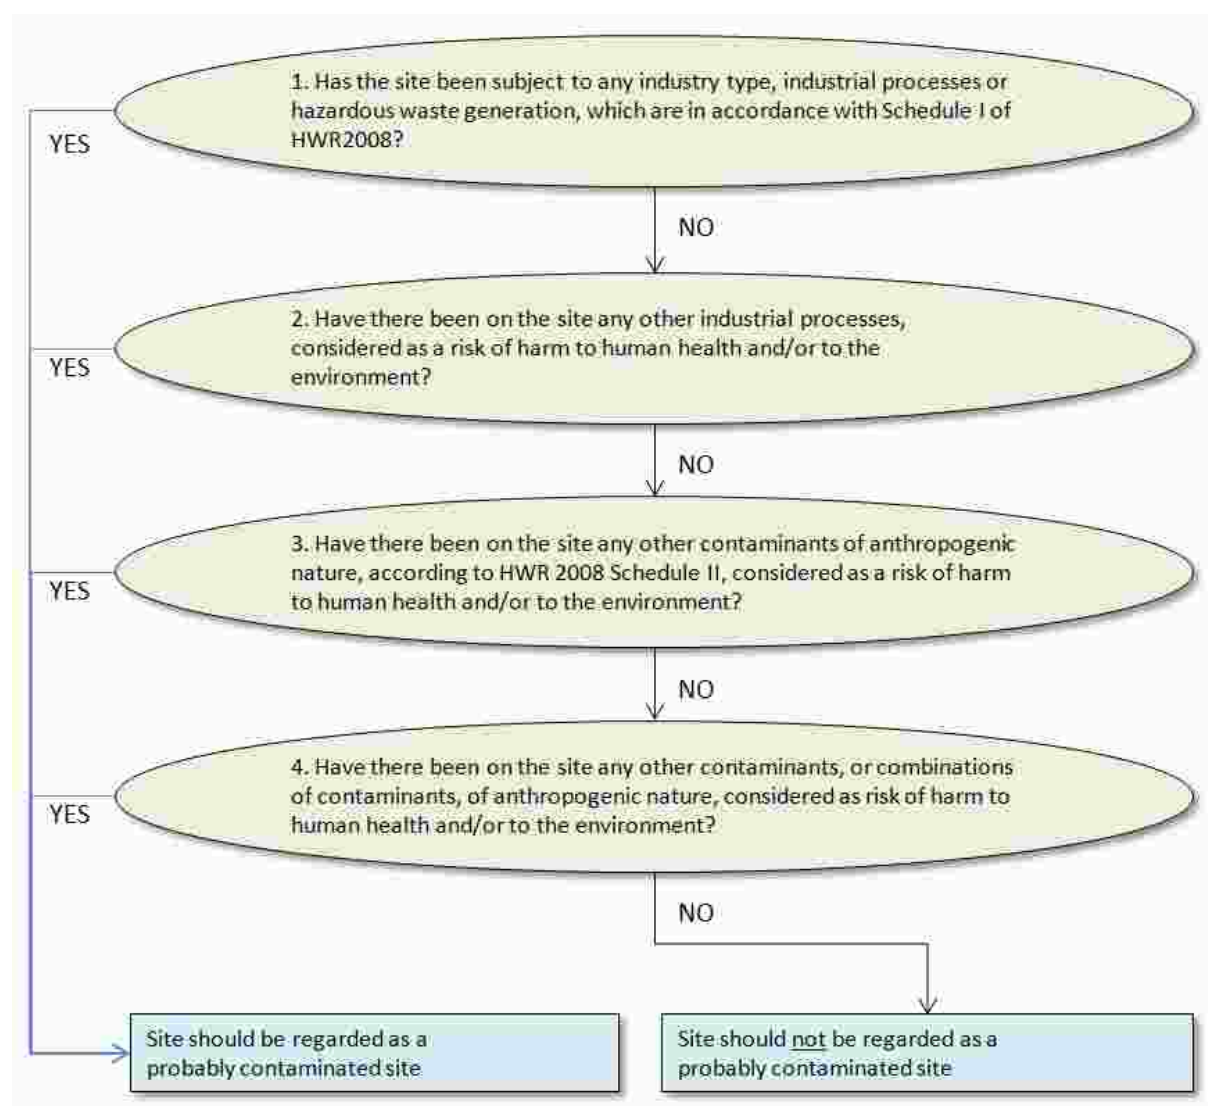 1. Has the site been subject to any industry type, industrial processes or
hazardous waste generation, which are in accordance with Schedule I of
HWR2008?
YES
NO
2. Have there been on the site any other industrial processes,
considered as a risk of harm to human health and/or to the
environment?
YES
NO
3. Have there been on the site any other contaminants of anthropogenic
nature, according to HWR 2008 Schedule II, considered as a risk of harm
to human health and/or to the environment?
YES
NO
4. Have there been on the site any other contaminants, or combinations
of contaminants, of anthropogenic nature, considered as risk of harm to
human health and/or to the environment?
YES
NO
Site should be regarded as a
probably contaminated site
Site should not be regarded as a
probably contaminated site